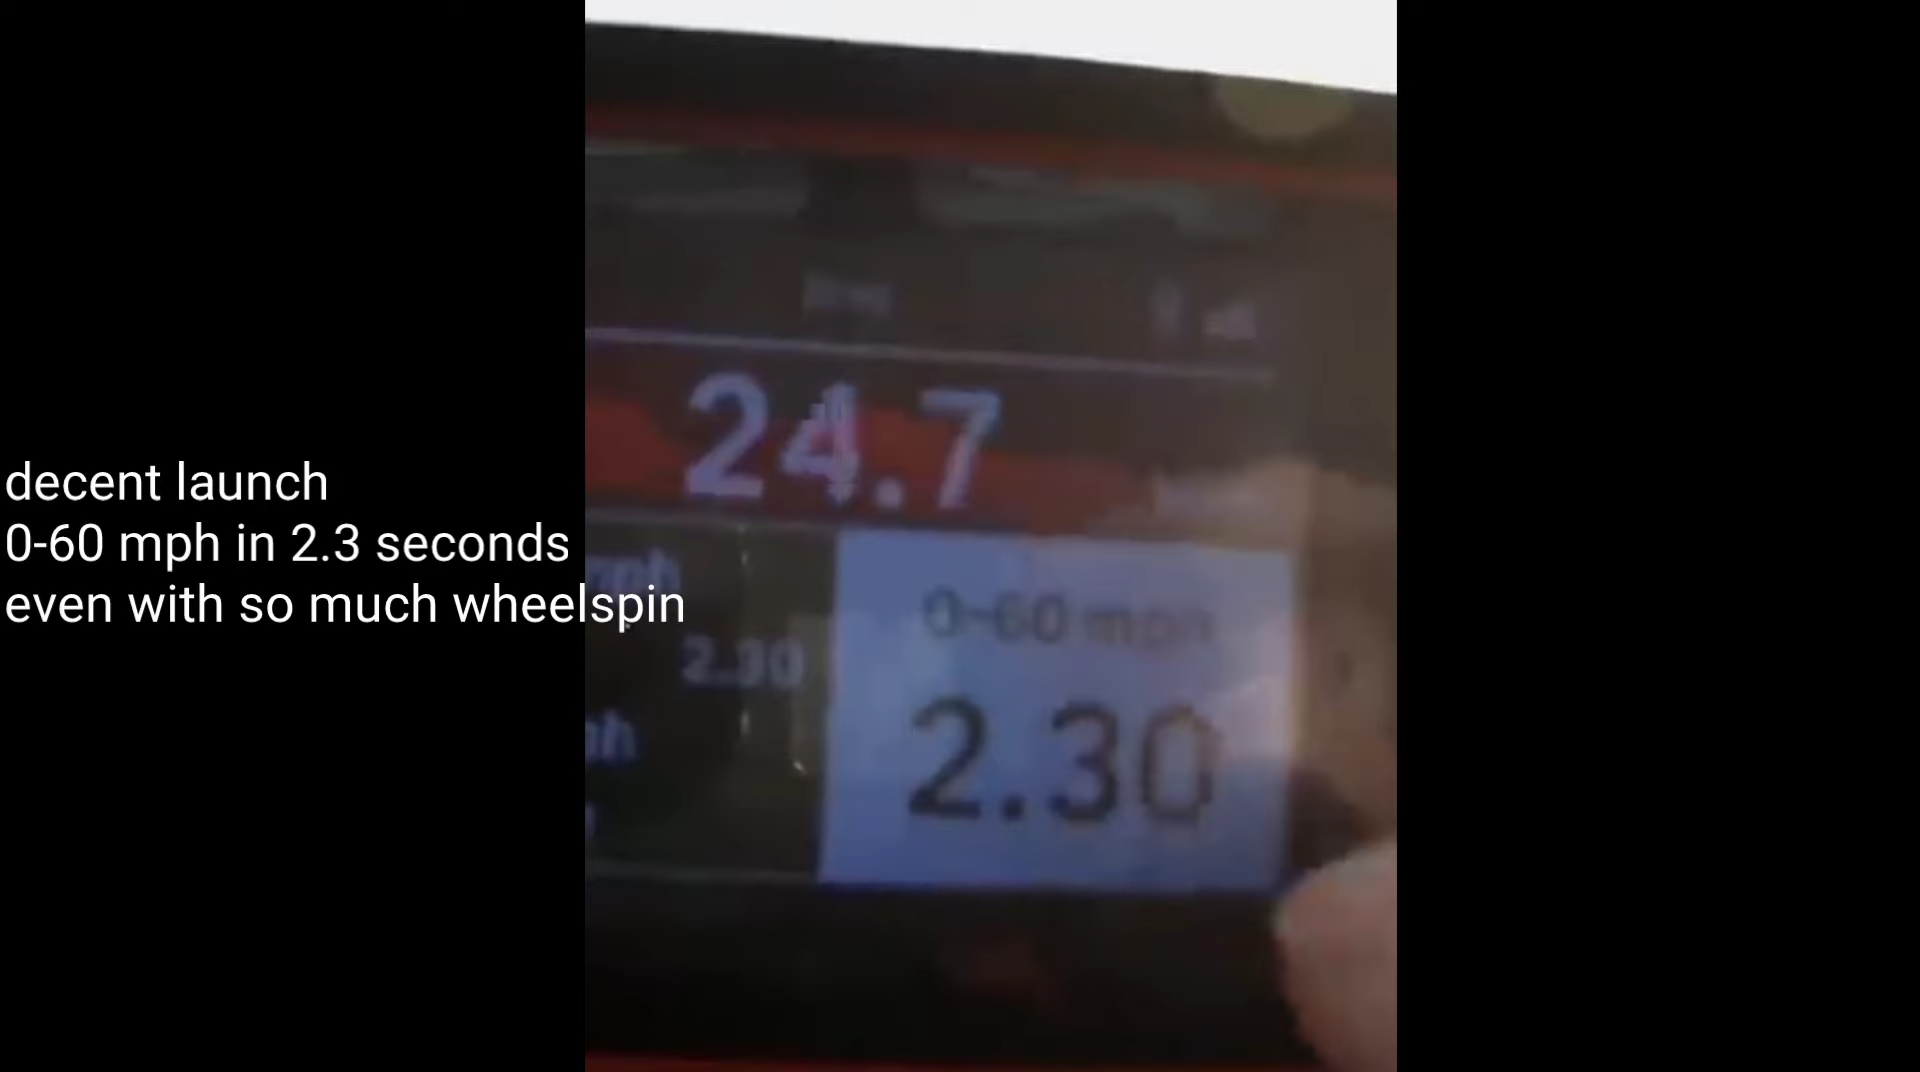 24.7
decent launch
0-60 mph in 2.3 seconds
even with so much wheelspin
mph
0-60 mph
2.30
2.30